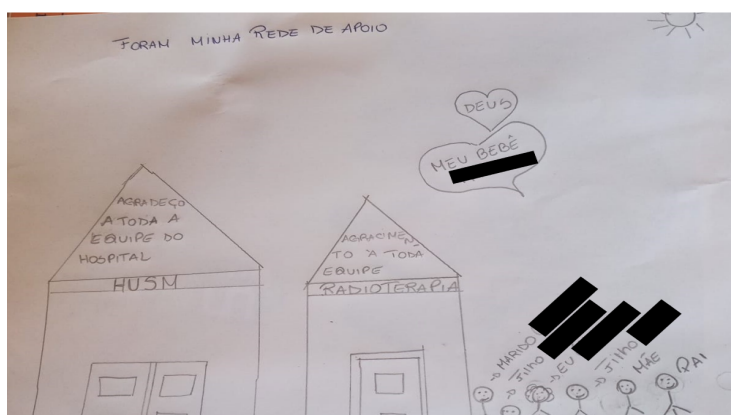 FORAM MINHA REDE DE APOIO
DEUS
MEU BEBÊ
AGRADEÇO
A TODA A
EQUIPE DO
HOSPITAL
HUSM
AGRACIMEN
TO A TODA
EQUIPE
RADIOTERAPIA
MARIDO
Filho
EU
Filho
MÃE
PAI